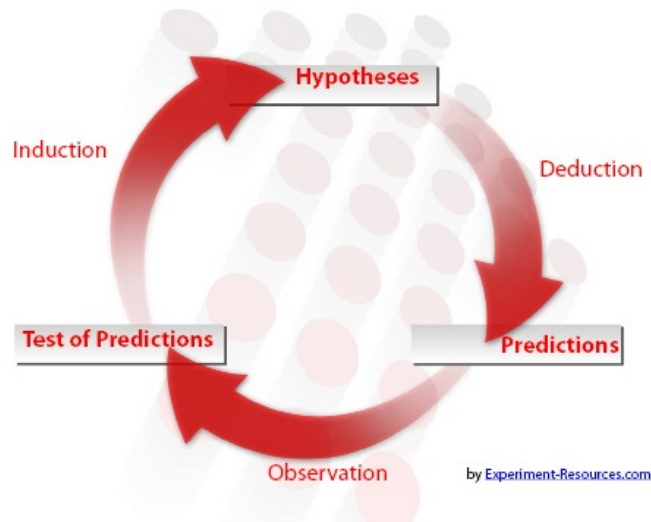 Hypotheses
Induction
Deduction
Test of Predictions
Predictions
Observation
by Experiment-Resources.com